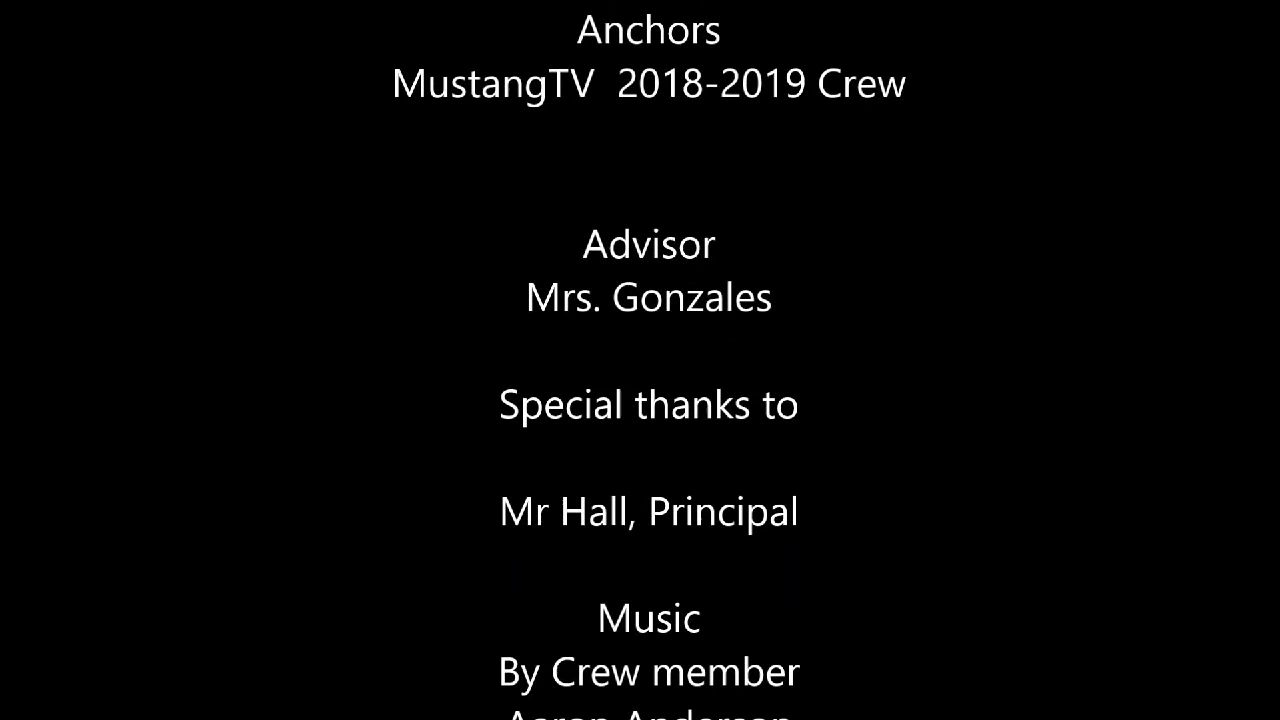 Anchors
MustangTV  2018-2019 Crew
Advisor
Mrs. Gonzales
Special thanks to
Mr Hall, Principal
Music
By Crew member